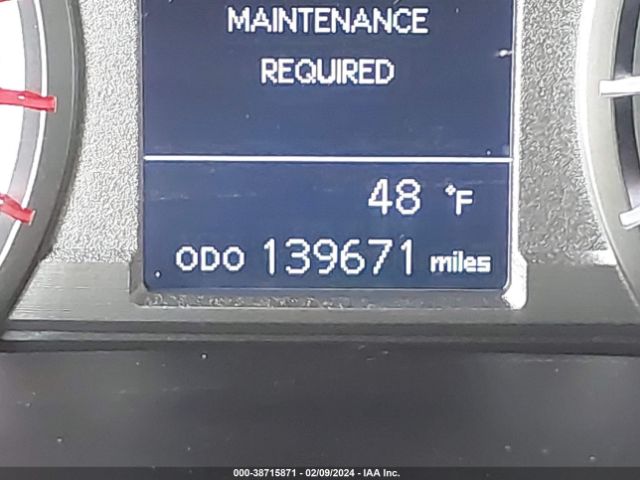 MAINTENANCE
REQUIRED
48 °F
ODO 139671 miles
000-38715871 - 02/09/2024 - IAA Inc.